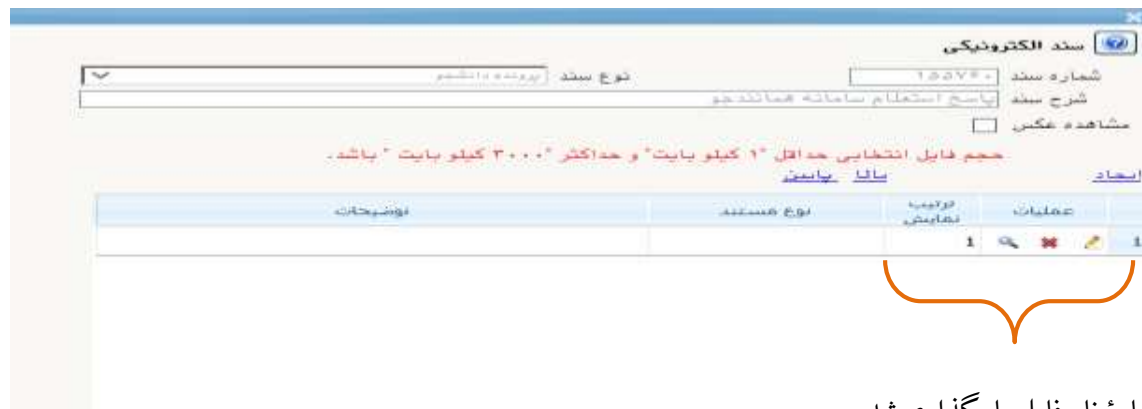 سند الکترونیکی
شماره سند ۱۵۵۷۴۰ نوع سند پرونده دانشجو
شرح سند پاسخ استعلام سامانه همانندجو
مشاهده عکس
حجم فایل انتخابی حداقل "۱ کیلو بایت" و حداکثر "۳۰۰۰ کیلو بایت" باشد.
ایجاد بالا پایین
عملیات ترتیب نمایش نوع مستند توضیحات
1 1